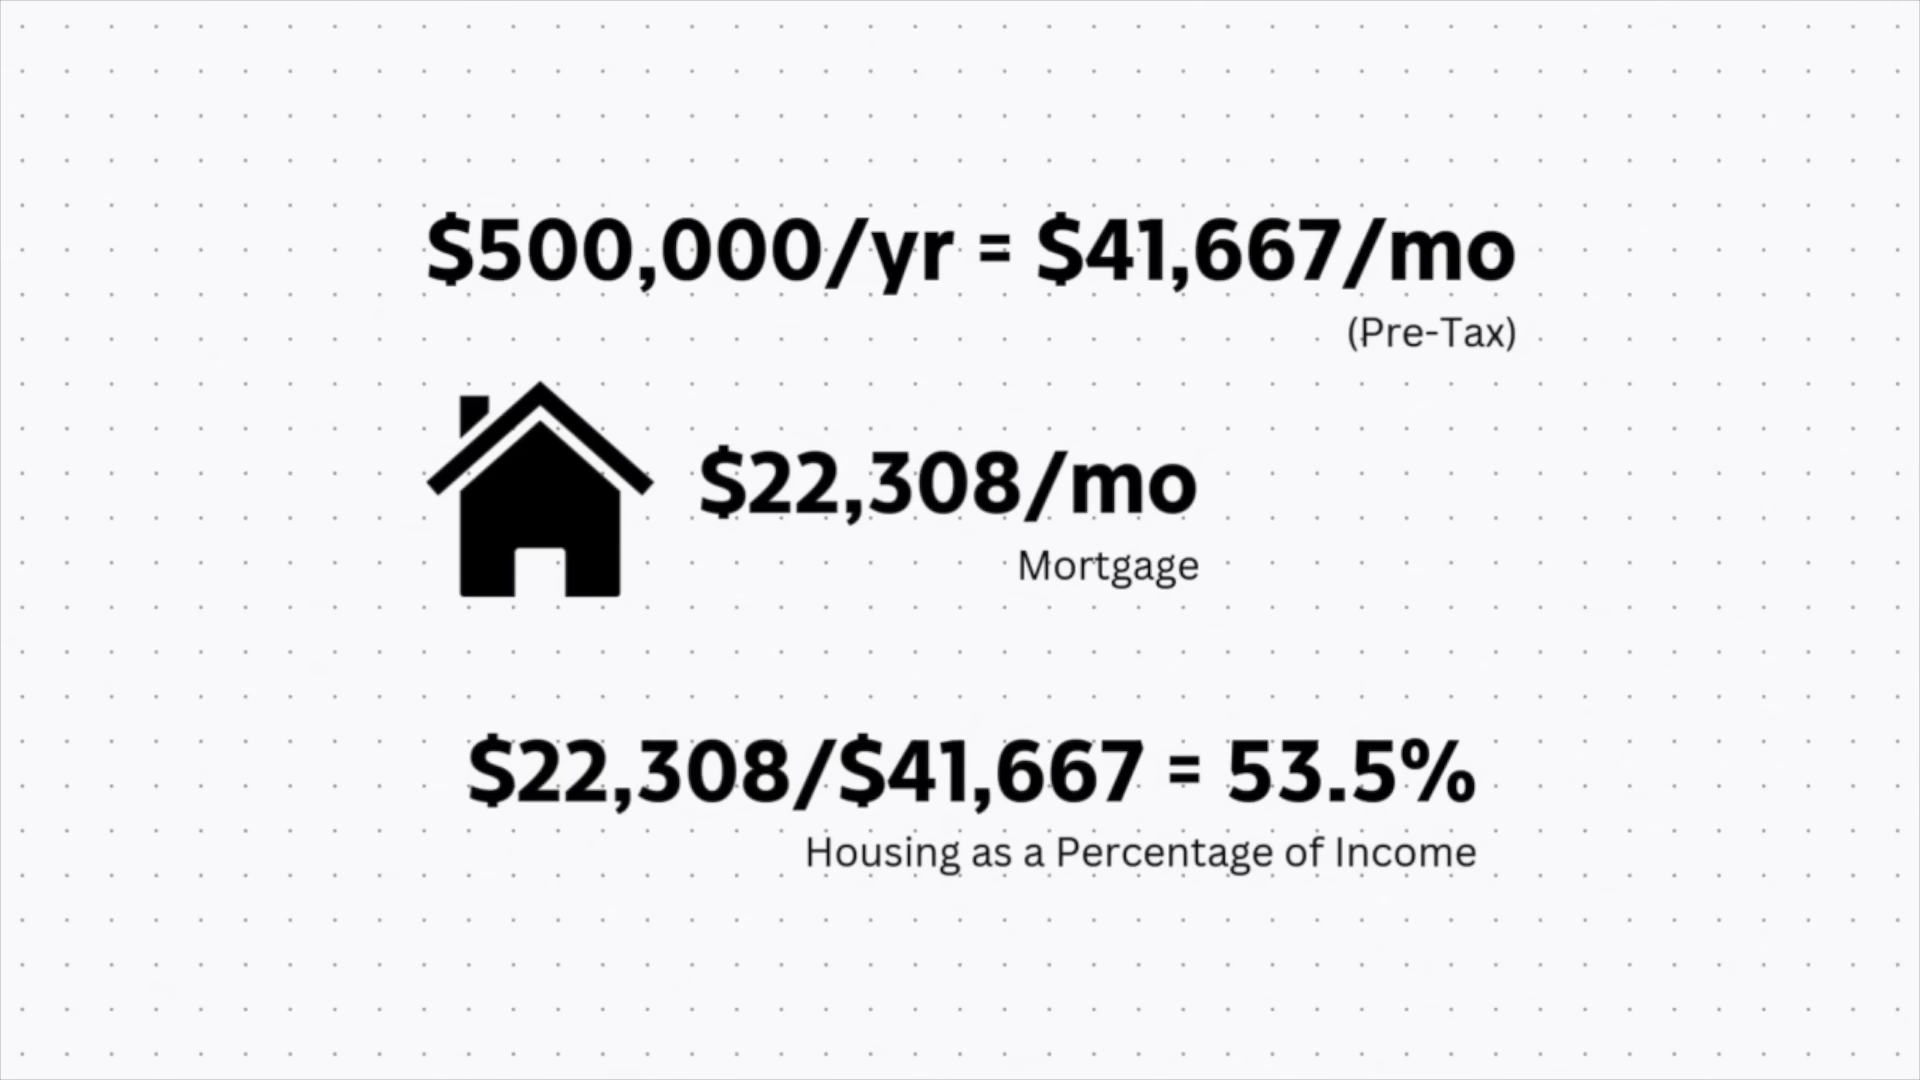 $500,000/yr = $41,667/mo
(Pre-Tax)
$22,308/mo
Mortgage
$22,308/$41,667 = 53.5%
Housing as a Percentage of Income